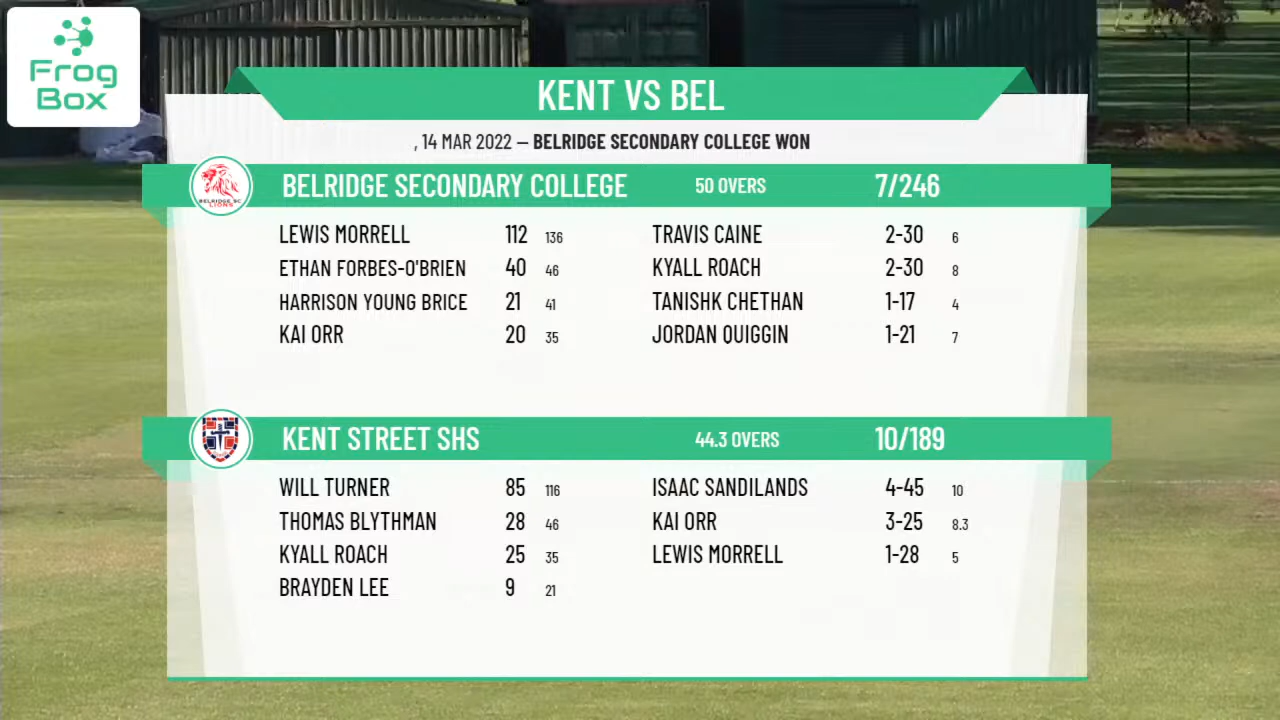 Frog
Box
KENT VS BEL
, 14 MAR 2022 – BELRIDGE SECONDARY COLLEGE WON
BELRIDGE SC
LIONS
BELRIDGE SECONDARY COLLEGE 50 OVERS 7/246
LEWIS MORRELL 112 136 TRAVIS CAINE 2-30 6
ETHAN FORBES-O'BRIEN 40 46 KYALL ROACH 2-30 8
HARRISON YOUNG BRICE 21 41 TANISHK CHETHAN 1-17 4
KAI ORR 20 35 JORDAN QUIGGIN 1-21 7
KENT STREET SHS 44.3 OVERS 10/189
WILL TURNER 85 116 ISAAC SANDILANDS 4-45 10
THOMAS BLYTHMAN 28 46 KAI ORR 3-25 8.3
KYALL ROACH 25 35 LEWIS MORRELL 1-28 5
BRAYDEN LEE 9 21